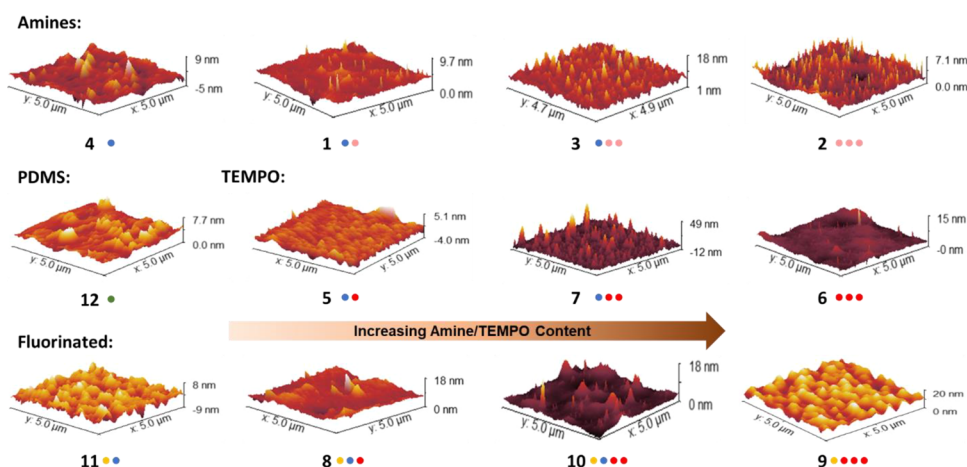 Amines:
9 nm
-5 nm
y: 5.0 μm
x: 5.0 μm
4
9.7 nm
0.0 nm
y: 5.0 μm
x: 5.0 μm
1
18 nm
1 nm
y: 4.7 μm
x: 4.9 μm
3
7.1 nm
0.0 nm
y: 5.0 μm
x: 5.0 μm
2
PDMS:
TEMPO:
7.7 nm
0.0 nm
y: 5.0 μm
x: 5.0 μm
12
5.1 nm
-4.0 nm
x: 5.0 μm
y: 5.0 μm
5
49 nm
-12 nm
y: 5.0 μm
x: 5.0 μm
7
15 nm
-0 nm
y: 5.0 μm
x: 5.0 μm
6
Increasing Amine/TEMPO Content
Fluorinated:
8 nm
-9 nm
x: 5.0 μm
y: 5.0 μm
11
18 nm
0 nm
y: 5.0 μm
x: 5.0 μm
8
18 nm
0 nm
y: 5.0 μm
x: 5.0 μm
10
20 nm
0 nm
y: 5.0 μm
x: 5.0 μm
9